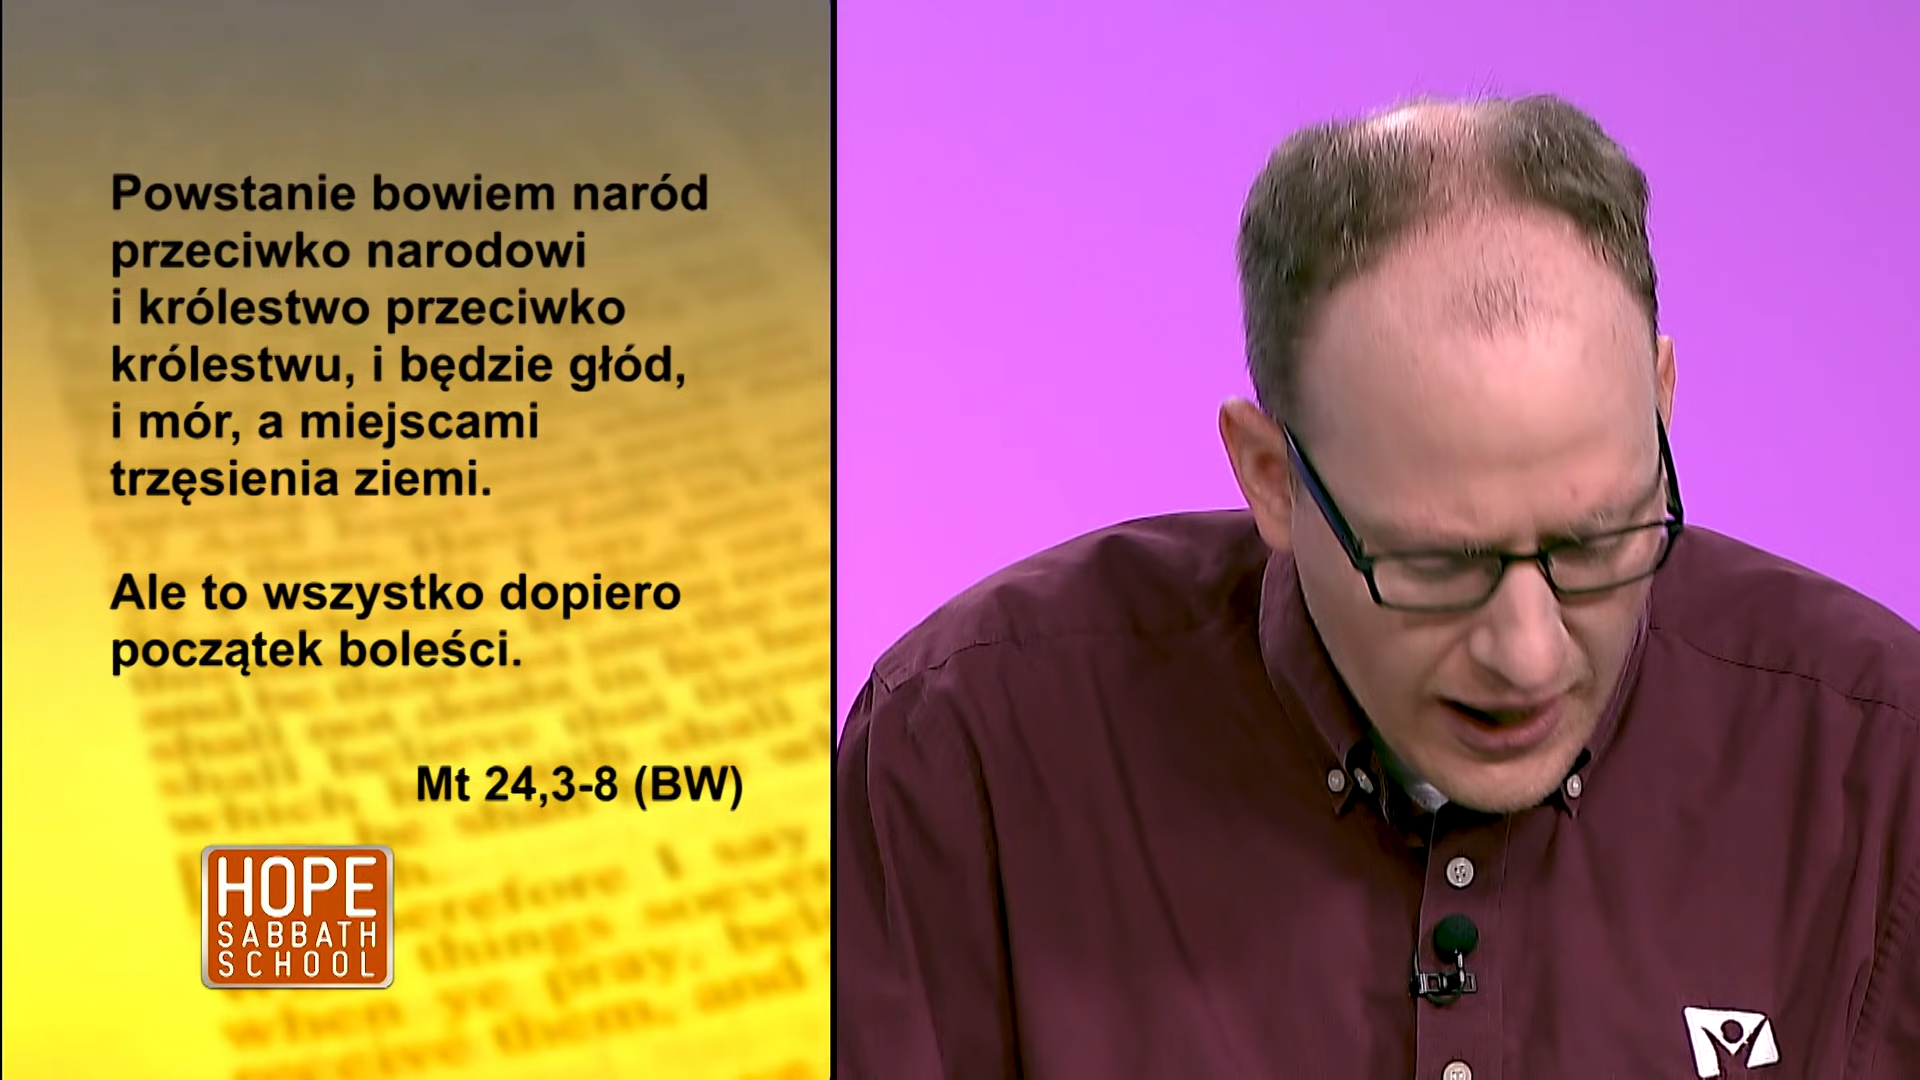 Powstanie bowiem naród
przeciwko narodowi
i królestwo przeciwko
królestwu, i będzie głód,
i mór, a miejscami
trzęsienia ziemi.
Ale to wszystko dopiero
początek boleści.
Mt 24,3-8 (BW)
HOPE
SABBATH
SCHOOL